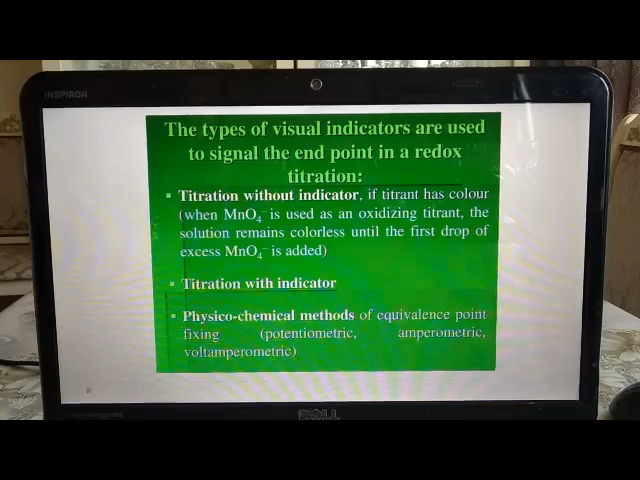 INSPIRON
The types of visual indicators are used
to signal the end point in a redox
titration:
▪ Titration without indicator, if titrant has colour
(when MnO₄⁻ is used as an oxidizing titrant, the
solution remains colorless until the first drop of
excess MnO₄⁻ is added)
▪ Titration with indicator
▪ Physico-chemical methods of equivalence point
fixing (potentiometric, amperometric,
voltamperometric)
DELL